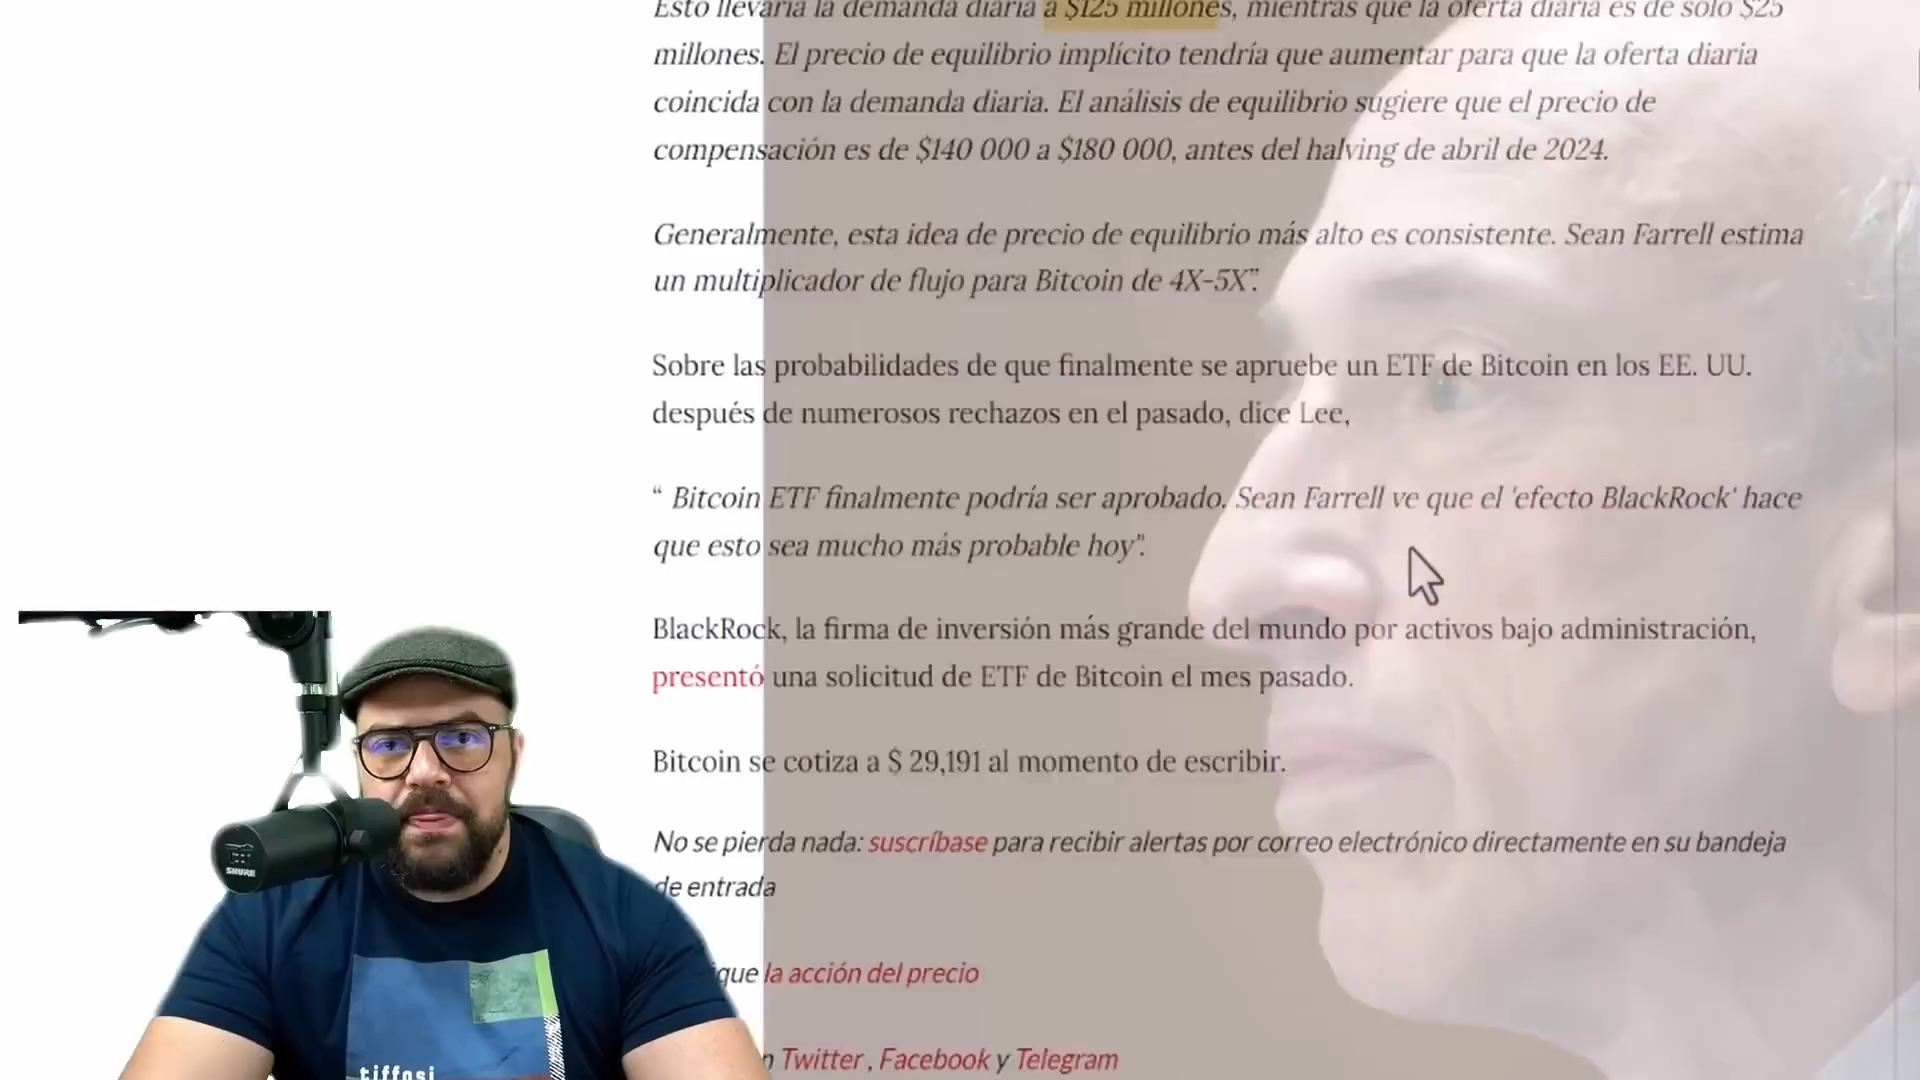 Esto llevaría la demanda diaria a $125 millones, mientras que la oferta diaria es de solo $25
millones. El precio de equilibrio implícito tendría que aumentar para que la oferta diaria
coincida con la demanda diaria. El análisis de equilibrio sugiere que el precio de
compensación es de $140 000 a $180 000, antes del halving de abril de 2024.
Generalmente, esta idea de precio de equilibrio más alto es consistente. Sean Farrell estima
un multiplicador de flujo para Bitcoin de 4X-5X”.
Sobre las probabilidades de que finalmente se apruebe un ETF de Bitcoin en los EE. UU.
después de numerosos rechazos en el pasado, dice Lee,
“ Bitcoin ETF finalmente podría ser aprobado. Sean Farrell ve que el 'efecto BlackRock' hace
que esto sea mucho más probable hoy”.
BlackRock, la firma de inversión más grande del mundo por activos bajo administración,
presentó una solicitud de ETF de Bitcoin el mes pasado.
Bitcoin se cotiza a $ 29,191 al momento de escribir.
No se pierda nada: suscríbase para recibir alertas por correo electrónico directamente en su bandeja
de entrada
que la acción del precio
Twitter , Facebook y Telegram
SHURE
tiffosi